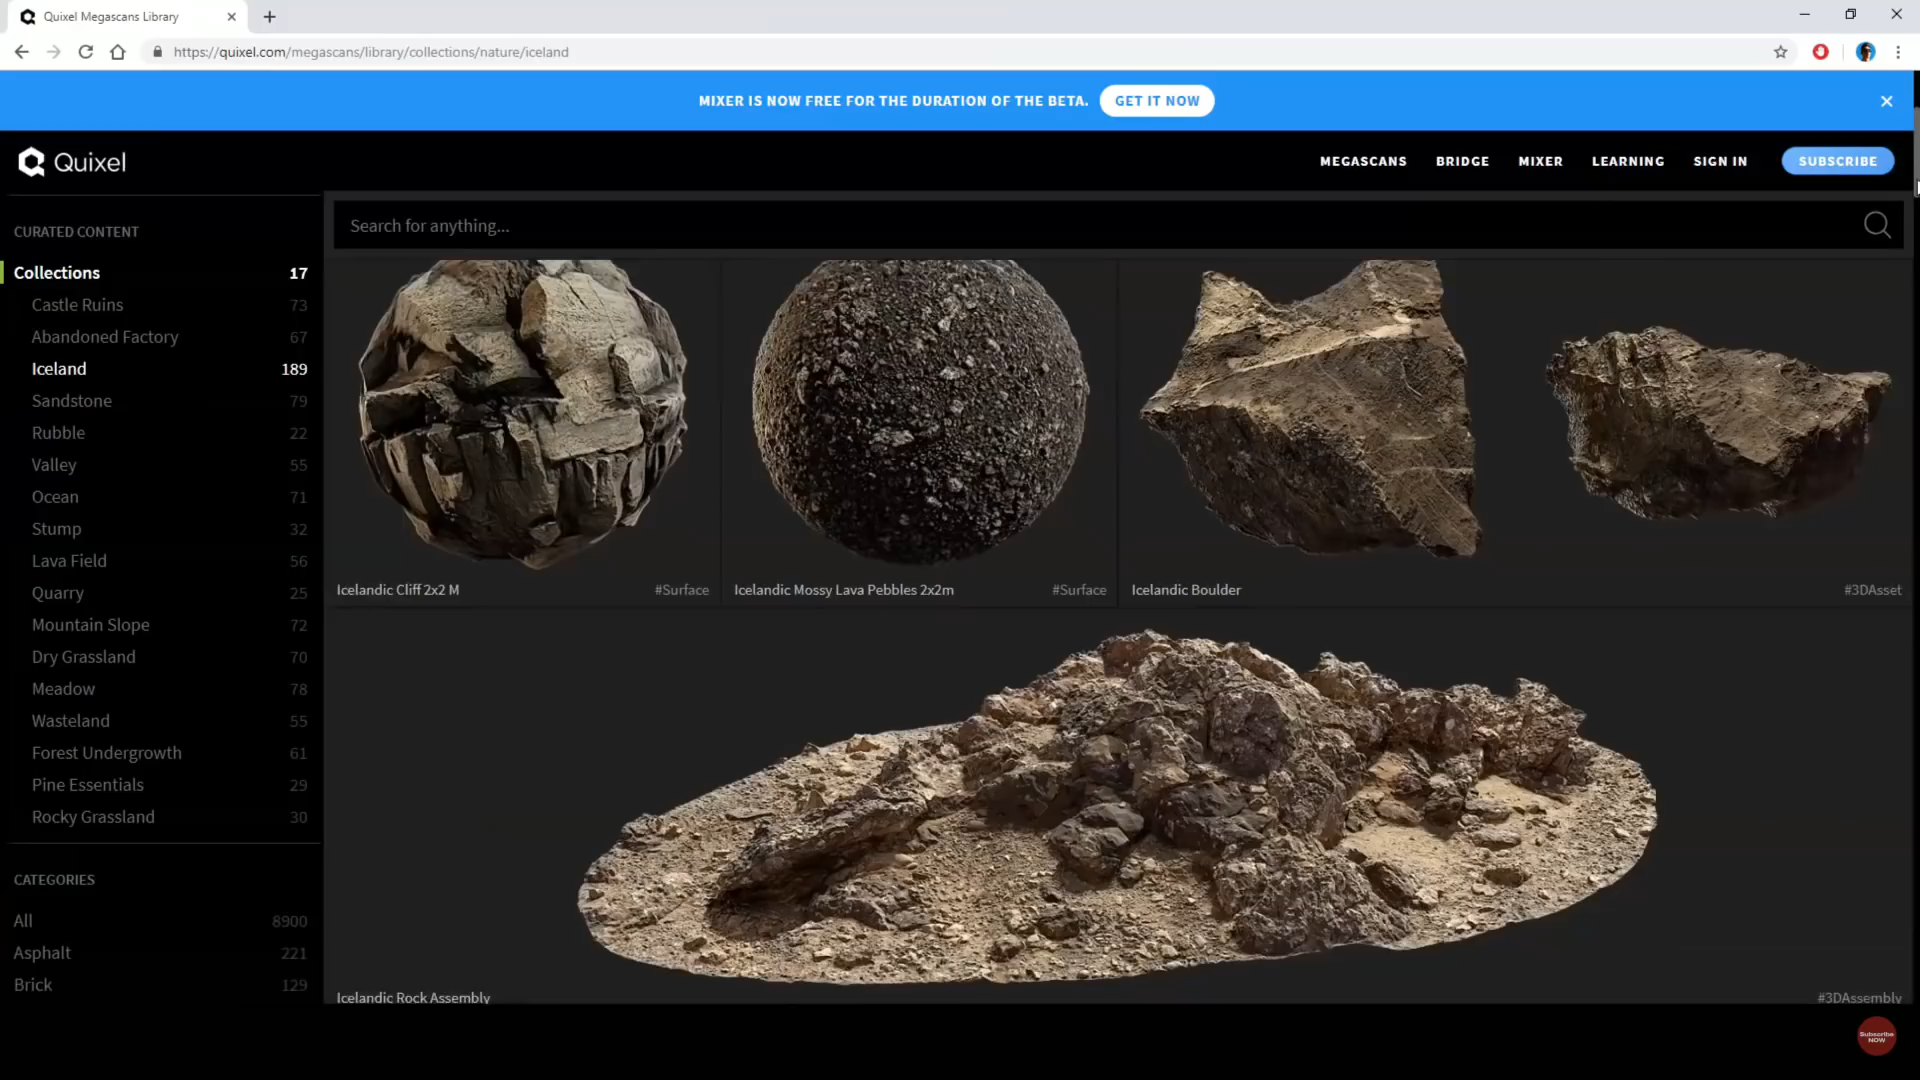 Quixel Megascans Library
https://quixel.com/megascans/library/collections/nature/iceland
MIXER IS NOW FREE FOR THE DURATION OF THE BETA. GET IT NOW
Quixel
MEGASCANS BRIDGE MIXER LEARNING SIGN IN SUBSCRIBE
Search for anything...
CURATED CONTENT
Collections 17
Castle Ruins 73
Abandoned Factory 67
Iceland 189
Sandstone 79
Rubble 22
Valley 55
Ocean 71
Stump 32
Lava Field 56
Quarry 25
Mountain Slope 72
Dry Grassland 70
Meadow 78
Wasteland 55
Forest Undergrowth 61
Pine Essentials 29
Rocky Grassland 30
CATEGORIES
All 8900
Asphalt 221
Brick 129
Icelandic Cliff 2x2 M #Surface
Icelandic Mossy Lava Pebbles 2x2m #Surface
Icelandic Boulder #3DAsset
Icelandic Rock Assembly #3DAssembly
Subscribe
NOW